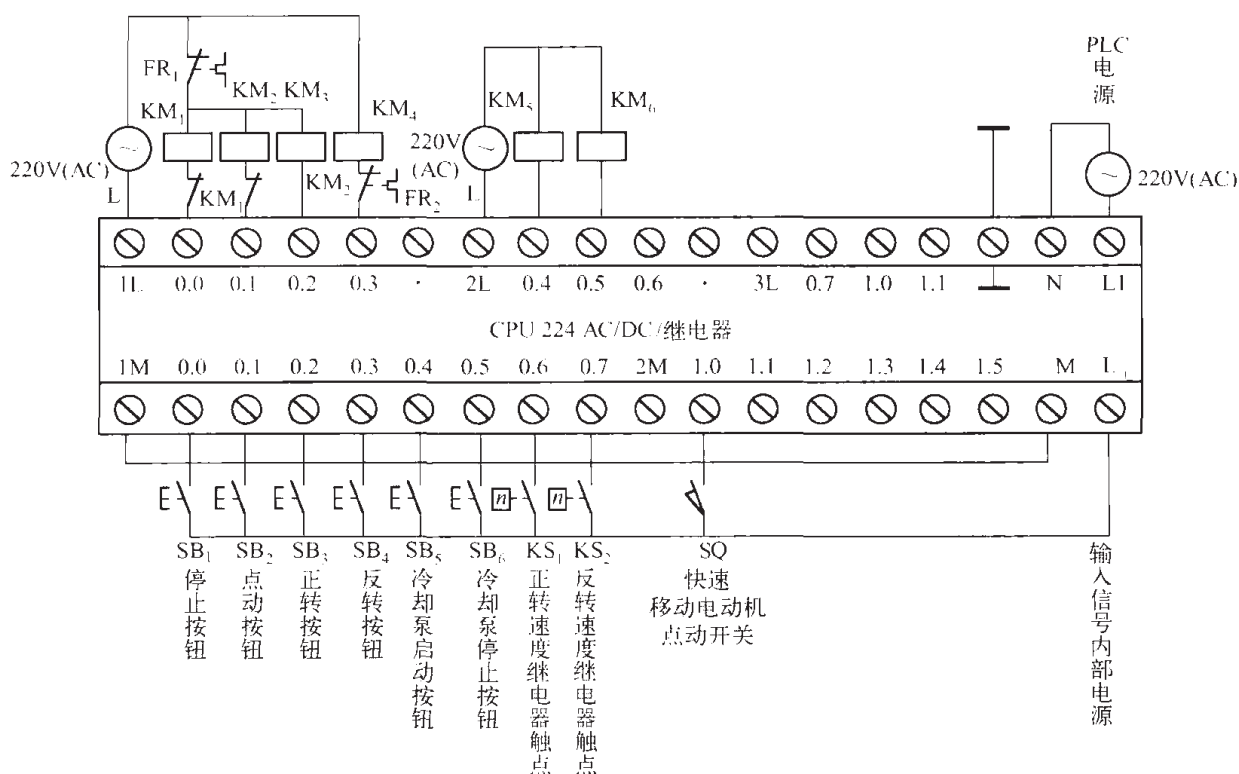 PLC
电
源
FR₁
KM₂ KM₃
KM₁
KM₄
KM₅
KM₆
220V(AC)
220V
(AC)
220V(AC)
L
KM₁
KM₂
FR₂
L
1L 0.0 0.1 0.2 0.3 · 2L 0.4 0.5 0.6 · 3L 0.7 1.0 1.1 N L1
CPU 224 AC/DC/继电器
1M 0.0 0.1 0.2 0.3 0.4 0.5 0.6 0.7 2M 1.0 1.1 1.2 1.3 1.4 1.5 M L
n n
SB₁ SB₂ SB₃ SB₄ SB₅ SB₆ KS₁ KS₂ SQ
停止按钮
点动按钮
正转按钮
反转按钮
冷却泵启动按钮
冷却泵停止按钮
正转速度继电器触点
反转速度继电器触点
快速
移动电动机
点动开关
输入信号内部电源